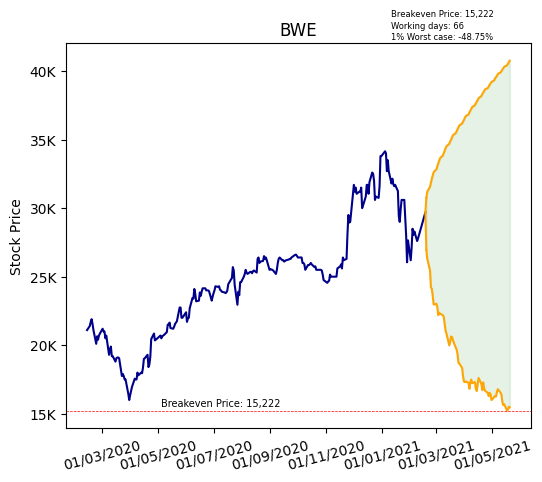 Breakeven Price: 15,222
Working days: 66
1% Worst case: -48.75%
BWE
Stock Price
40K
35K
30K
25K
20K
15K
Breakeven Price: 15,222
01/03/2020
01/05/2020
01/07/2020
01/09/2020
01/11/2020
01/01/2021
01/03/2021
01/05/2021